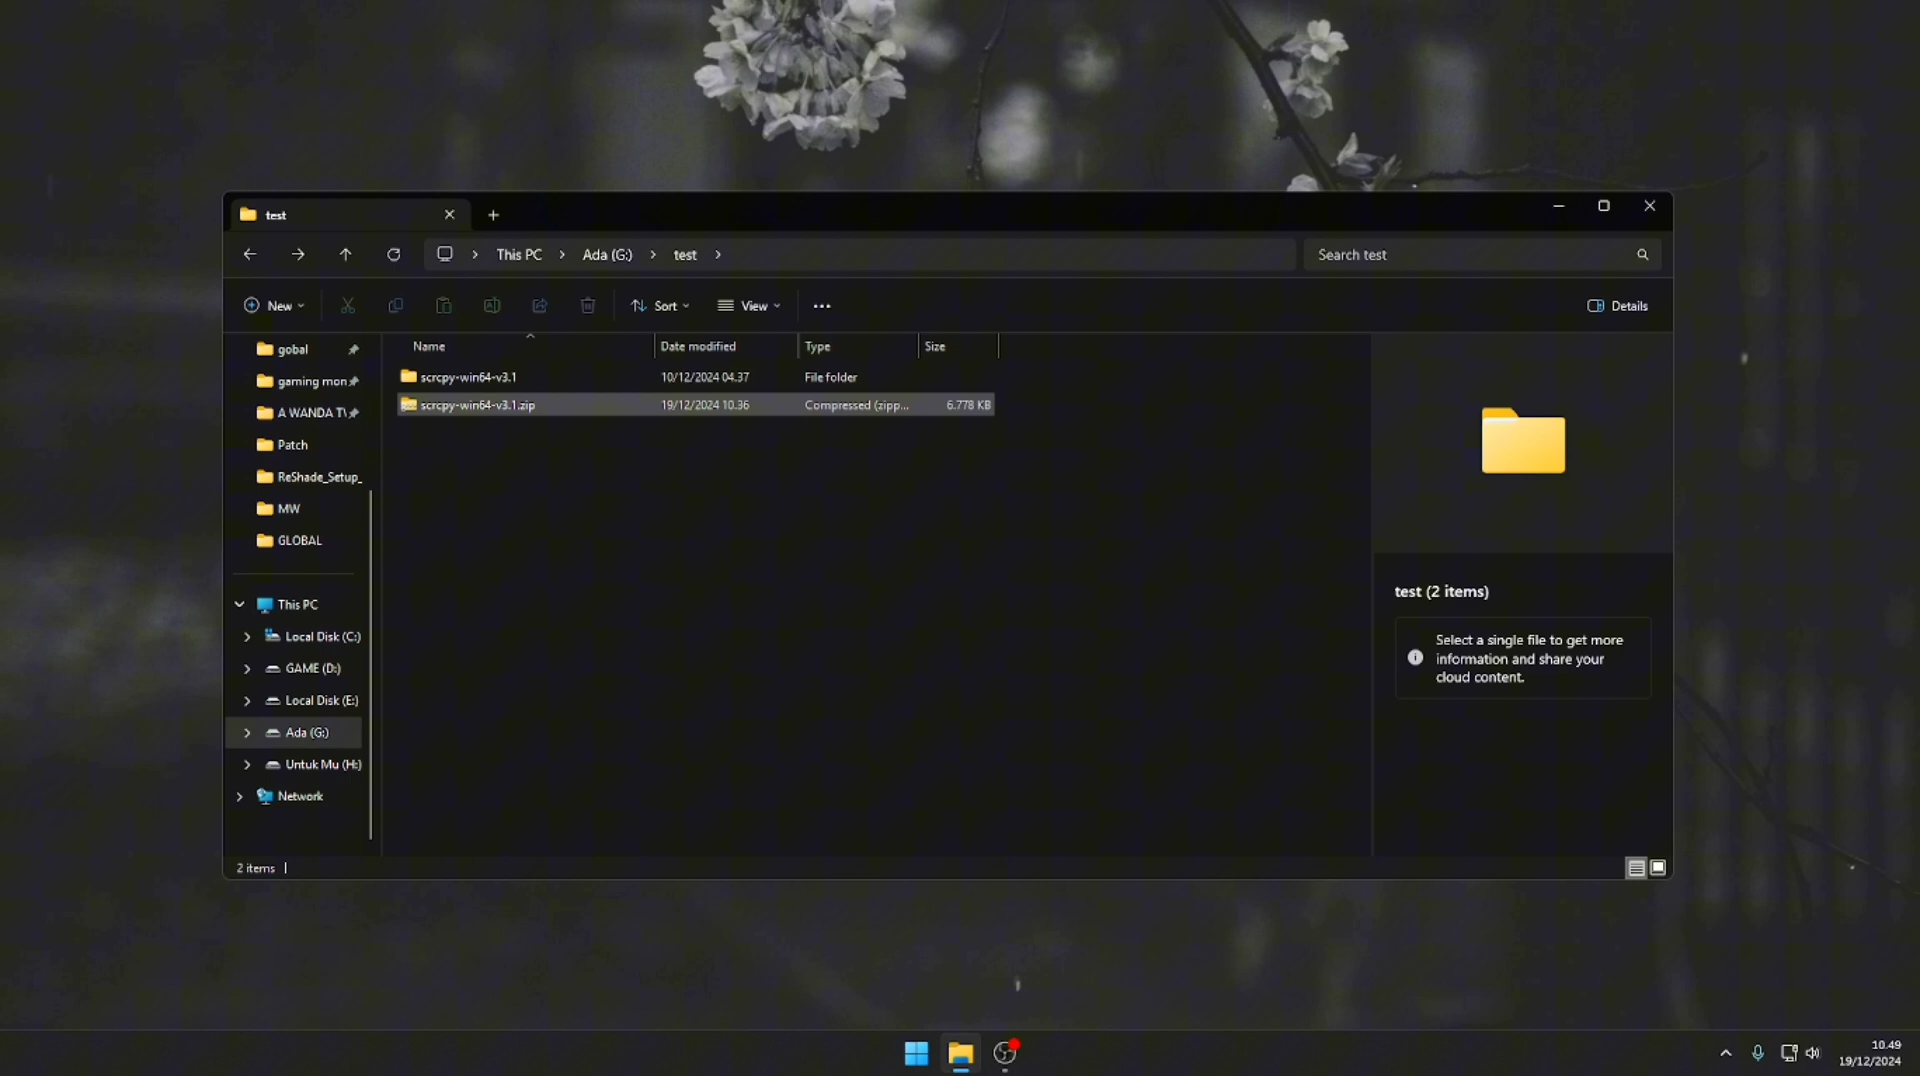 test
This PC
Ada (G:)
test
Search test
New
Sort
View
Details
gobal
gaming mon
A WANDA TV
Patch
ReShade_Setup_
MW
GLOBAL
This PC
Local Disk (C:)
GAME (D:)
Local Disk (E:)
Ada (G:)
Untuk Mu (H:)
Network
Name
Date modified
Type
Size
scrcpy-win64-v3.1
10/12/2024 04.37
File folder
scrcpy-win64-v3.1.zip
19/12/2024 10.36
Compressed (zipp...
6.778 KB
test (2 items)
Select a single file to get more
information and share your
cloud content.
2 items
10.49
19/12/2024